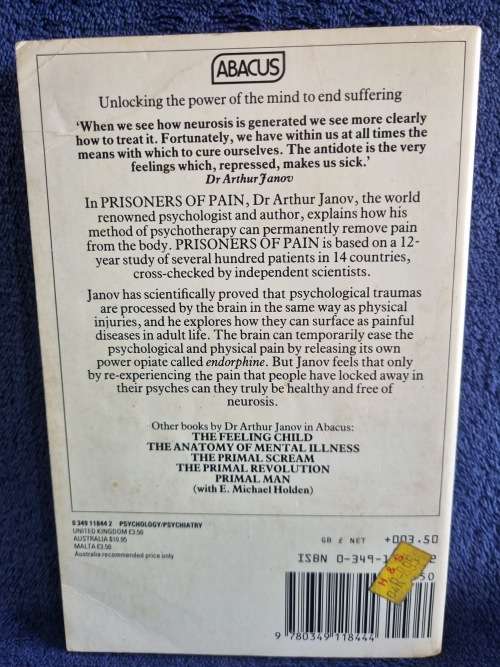 ABACUS
Unlocking the power of the mind to end suffering
‘When we see how neurosis is generated we see more clearly
how to treat it. Fortunately, we have within us at all times the
means with which to cure ourselves. The antidote is the very
feelings which, repressed, makes us sick.’
Dr Arthur Janov
In PRISONERS OF PAIN, Dr Arthur Janov, the world
renowned psychologist and author, explains how his
method of psychotherapy can permanently remove pain
from the body. PRISONERS OF PAIN is based on a 12-
year study of several hundred patients in 14 countries,
cross-checked by independent scientists.
Janov has scientifically proved that psychological traumas
are processed by the brain in the same way as physical
injuries, and he explores how they can surface as painful
diseases in adult life. The brain can temporarily ease the
psychological and physical pain by releasing its own
power opiate called endorphine. But Janov feels that only
by re-experiencing the pain that people have locked away in
their psyches can they truly be healthy and free of
neurosis.
Other books by Dr Arthur Janov in Abacus:
THE FEELING CHILD
THE ANATOMY OF MENTAL ILLNESS
THE PRIMAL SCREAM
THE PRIMAL REVOLUTION
PRIMAL MAN
(with E. Michael Holden)
0 349 11844 2 PSYCHOLOGY/PSYCHIATRY
UNITED KINGDOM £3.50
AUSTRALIA
MALTA £3.50
Australia recommended price only
GB £ NET +003.50
ISBN 0-349-1
H & B
50
9 780349 118444